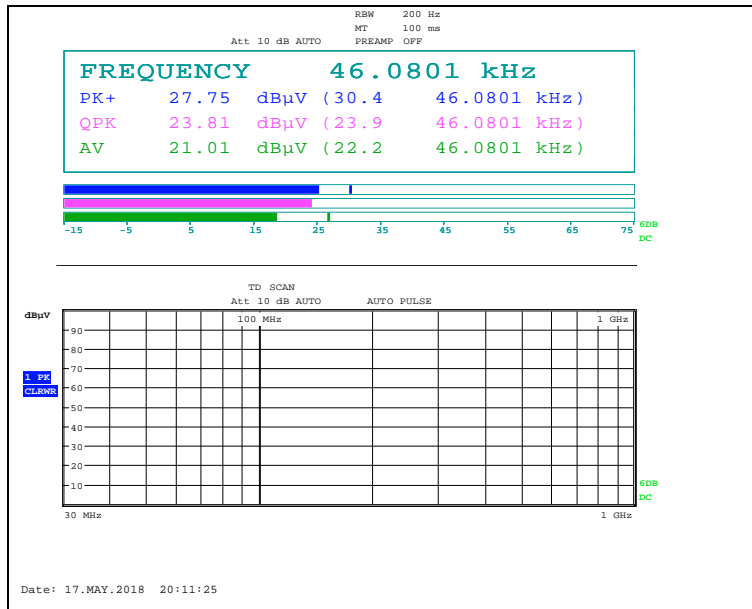 RBW 200 Hz
MT 100 ms
Att 10 dB AUTO PREAMP OFF
FREQUENCY 46.0801 kHz
PK+ 27.75 dBµV (30.4 46.0801 kHz)
QPK 23.81 dBµV (23.9 46.0801 kHz)
AV 21.01 dBµV (22.2 46.0801 kHz)
-15 -5 5 15 25 35 45 55 65 75
6DB
DC
TD SCAN
Att 10 dB AUTO AUTO PULSE
dBµV
100 MHz 1 GHz
90
80
70
1 PK
60
CLRWR
50
40
30
20
10
6DB
DC
30 MHz 1 GHz
Date: 17.MAY.2018 20:11:25